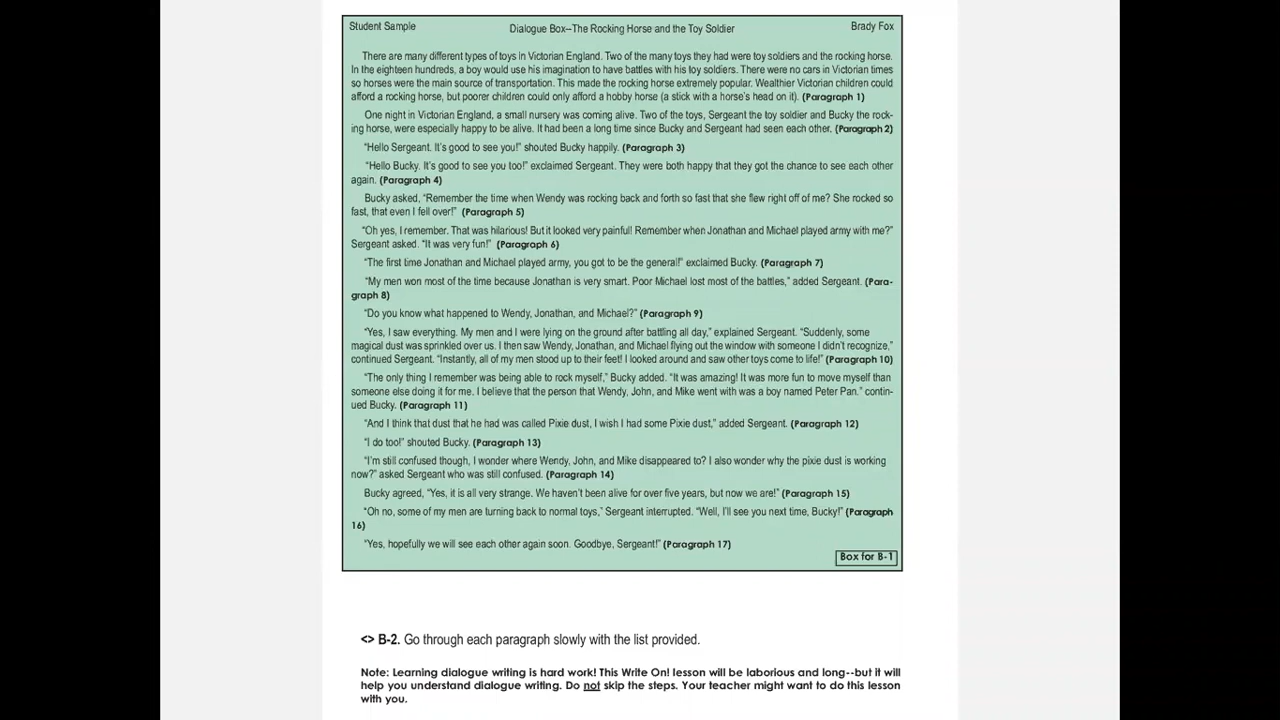 Student Sample
Dialogue Box--The Rocking Horse and the Toy Soldier
Brady Fox
There are many different types of toys in Victorian England. Two of the many toys they had were toy soldiers and the rocking horse.
In the eighteen hundreds, a boy would use his imagination to have battles with his toy soldiers. There were no cars in Victorian times
so horses were the main source of transportation. This made the rocking horse extremely popular. Wealthier Victorian children could
afford a rocking horse, but poorer children could only afford a hobby horse (a stick with a horse's head on it). (Paragraph 1)
One night in Victorian England, a small nursery was coming alive. Two of the toys, Sergeant the toy soldier and Bucky the rock-
ing horse, were especially happy to be alive. It had been a long time since Bucky and Sergeant had seen each other. (Paragraph 2)
“Hello Sergeant. It’s good to see you!” shouted Bucky happily. (Paragraph 3)
“Hello Bucky. It’s good to see you too!” exclaimed Sergeant. They were both happy that they got the chance to see each other
again. (Paragraph 4)
Bucky asked, “Remember the time when Wendy was rocking back and forth so fast that she flew right off of me? She rocked so
fast, that even I fell over!” (Paragraph 5)
“Oh yes, I remember. That was hilarious! But it looked very painful! Remember when Jonathan and Michael played army with me?”
Sergeant asked. “It was very fun!” (Paragraph 6)
“The first time Jonathan and Michael played army, you got to be the general!” exclaimed Bucky. (Paragraph 7)
“My men won most of the time because Jonathan is very smart. Poor Michael lost most of the battles,” added Sergeant. (Para-
graph 8)
“Do you know what happened to Wendy, Jonathan, and Michael?” (Paragraph 9)
“Yes, I saw everything. My men and I were lying on the ground after battling all day,” explained Sergeant. “Suddenly, some
magical dust was sprinkled over us. I then saw Wendy, Jonathan, and Michael flying out the window with someone I didn’t recognize,”
continued Sergeant. “Instantly, all of my men stood up to their feet! I looked around and saw other toys come to life!” (Paragraph 10)
“The only thing I remember was being able to rock myself,” Bucky added. “It was amazing! It was more fun to move myself than
someone else doing it for me. I believe that the person that Wendy, John, and Mike went with was a boy named Peter Pan.” contin-
ued Bucky. (Paragraph 11)
“And I think that dust that he had was called Pixie dust, I wish I had some Pixie dust,” added Sergeant. (Paragraph 12)
“I do too!” shouted Bucky. (Paragraph 13)
“I’m still confused though, I wonder where Wendy, John, and Mike disappeared to? I also wonder why the pixie dust is working
now?” asked Sergeant who was still confused. (Paragraph 14)
Bucky agreed, “Yes, it is all very strange. We haven’t been alive for over five years, but now we are!” (Paragraph 15)
“Oh no, some of my men are turning back to normal toys,” Sergeant interrupted. “Well, I’ll see you next time, Bucky!” (Paragraph
16)
“Yes, hopefully we will see each other again soon. Goodbye, Sergeant!” (Paragraph 17)
Box for B-1
<> B-2. Go through each paragraph slowly with the list provided.
Note: Learning dialogue writing is hard work! This Write On! lesson will be laborious and long--but it will
help you understand dialogue writing. Do not skip the steps. Your teacher might want to do this lesson
with you.